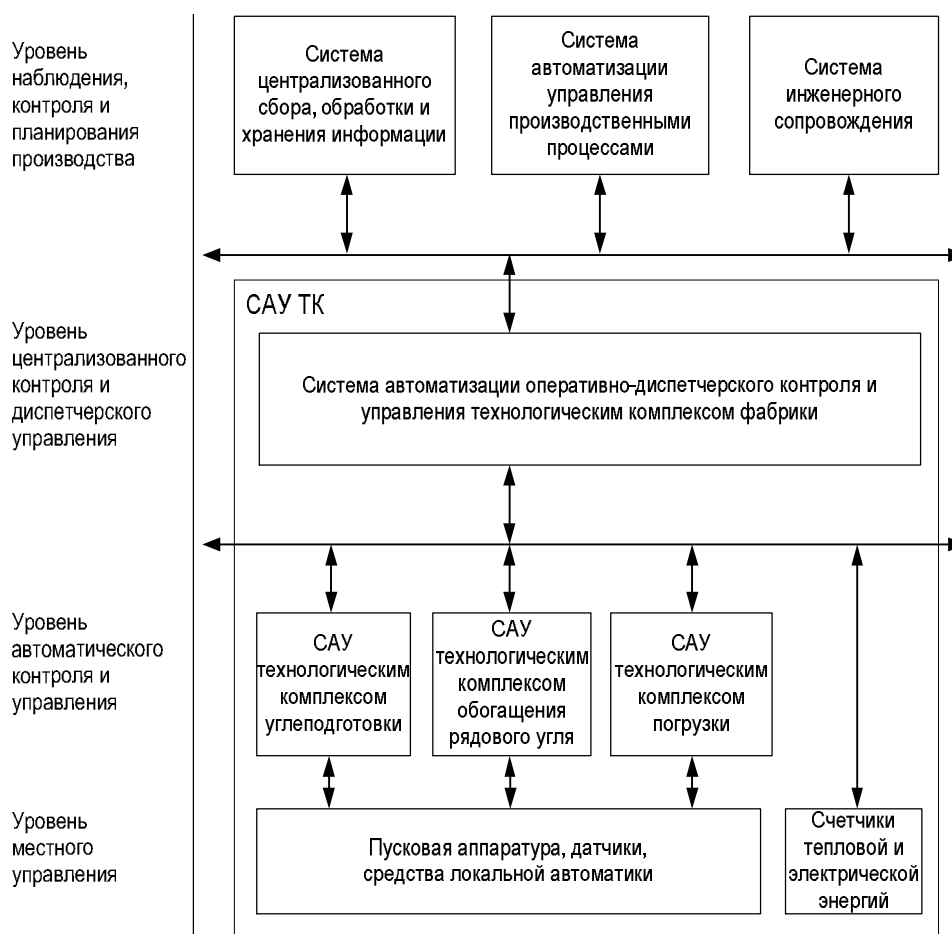 Уровень
наблюдения,
контроля и
планирования
производства
Система
централизованного
сбора, обработки и
хранения информации
Система
автоматизации
управления
производственными
процессами
Система
инженерного
сопровождения
САУ ТК
Уровень
централизованного
контроля и
диспетчерского
управления
Система автоматизации оперативно-диспетчерского контроля и
управления технологическим комплексом фабрики
Уровень
автоматического
контроля и
управления
САУ
технологическим
комплексом
углеподготовки
САУ
технологическим
комплексом
обогащения
рядового угля
САУ
технологическим
комплексом
погрузки
Уровень
местного
управления
Пусковая аппаратура, датчики,
средства локальной автоматики
Счетчики
тепловой и
электрической
энергий